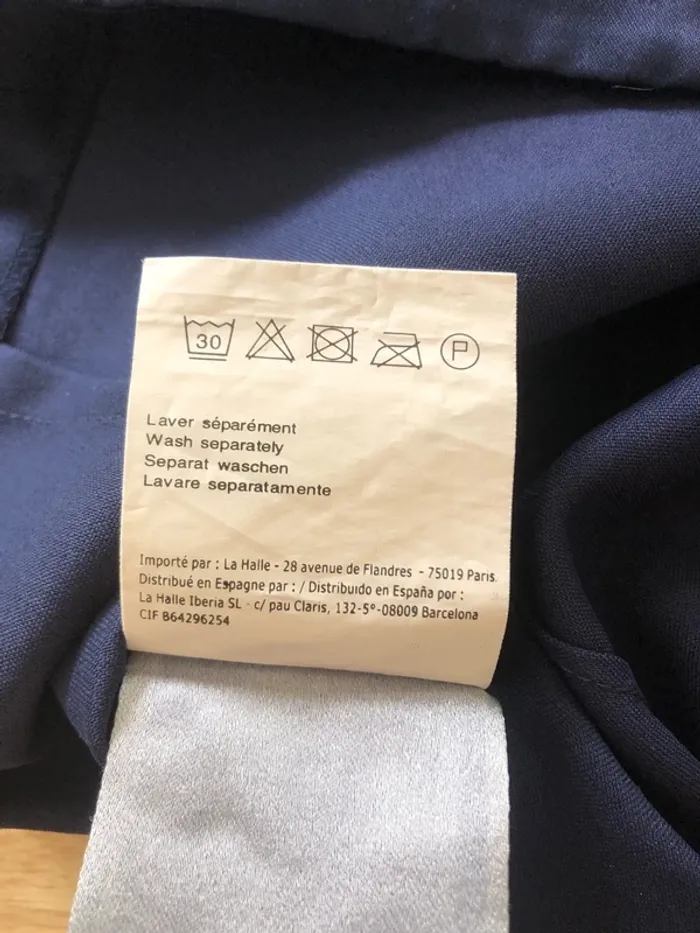 30 P
Laver séparément
Wash separately
Separat waschen
Lavare separatamente
Importé par : La Halle - 28 avenue de Flandres - 75019 Paris
Distribué en Espagne par : / Distribuido en España por :
La Halle Iberia SL - c/ pau Claris, 132-5º-08009 Barcelona
CIF B64296254